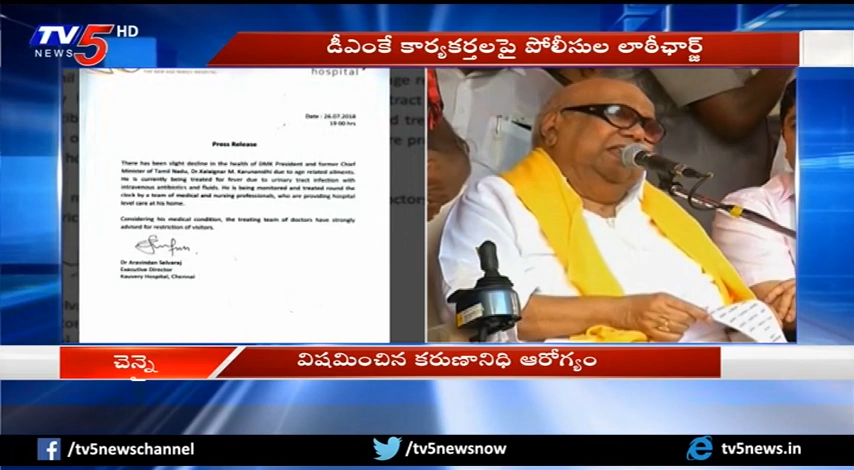 TV5 HD
NEWS
డీఎంకే కార్యకర్తలపై పోలీసుల లాఠీఛార్జ్
hospital
Date : 26.07.2018
19 00 hrs
Press Release
There has been slight decline in the health of DMK President and former Chief
Minister of Tamil Nadu, Dr.Kalaignar M. Karunanidhi due to age related ailments.
He is currently being treated for fever due to urinary tract infection with
intravenous antibiotics and fluids. He is being monitored and treated round the
clock by a team of medical and nursing professionals, who are providing hospital
level care at his home.
Considering his medical condition, the treating team of doctors have strongly
advised for restriction of visitors.
Dr Aravindan Selvaraj
Executive Director
Kauvery Hospital, Chennai
చెన్నై
విషమించిన కరుణానిధి ఆరోగ్యం
/tv5newschannel
/tv5newsnow
tv5news.in